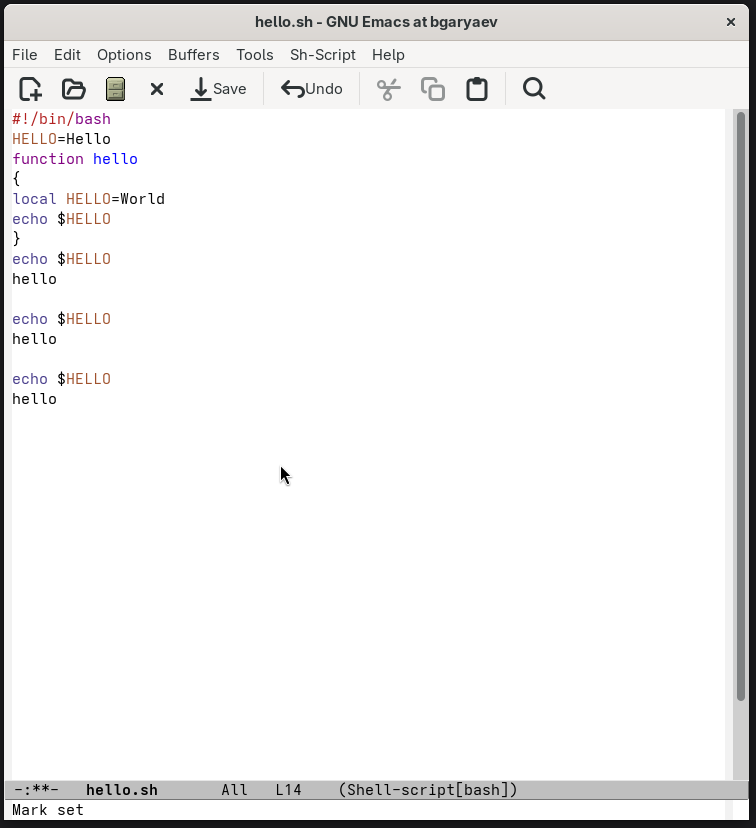 hello.sh - GNU Emacs at bgaryaev
File Edit Options Buffers Tools Sh-Script Help
Save Undo
#!/bin/bash
HELLO=Hello
function hello
{
local HELLO=World
echo $HELLO
}
echo $HELLO
hello
echo $HELLO
hello
echo $HELLO
hello
-:**- hello.sh All L14 (Shell-script[bash])
Mark set